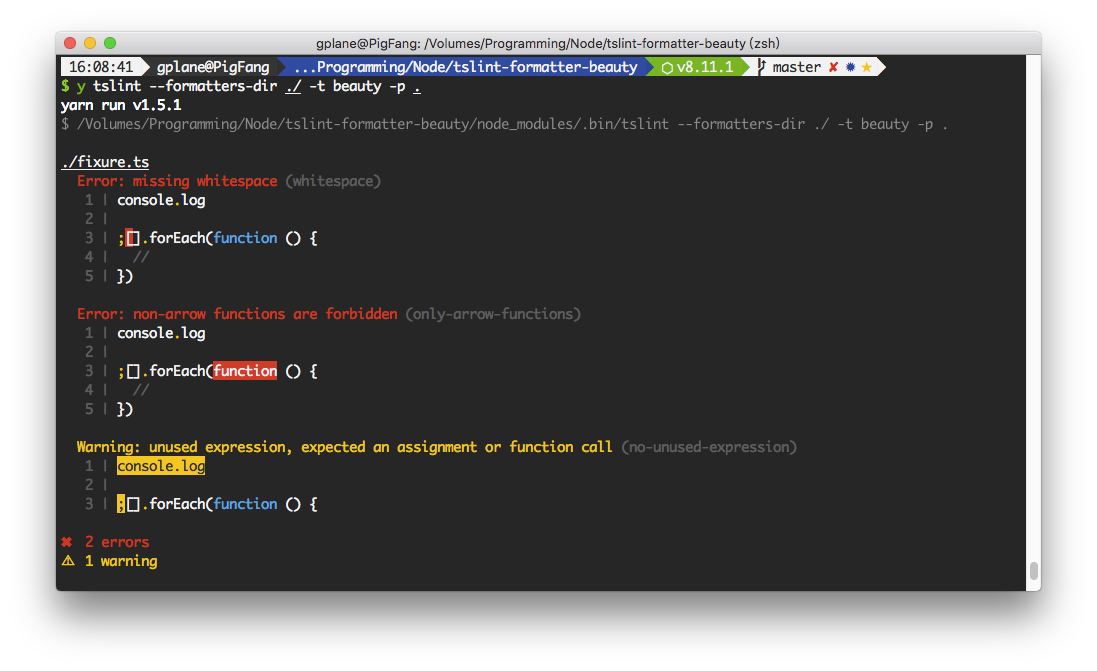 gplane@PigFang: /Volumes/Programming/Node/tslint-formatter-beauty (zsh)
16:08:41 gplane@PigFang ...Programming/Node/tslint-formatter-beauty ⬡ v8.11.1 master ✘ ✹ ★
$ y tslint --formatters-dir ./ -t beauty -p .
yarn run v1.5.1
$ /Volumes/Programming/Node/tslint-formatter-beauty/node_modules/.bin/tslint --formatters-dir ./ -t beauty -p .
./fixure.ts
Error: missing whitespace (whitespace)
1 | console.log
2 |
3 | ;[].forEach(function () {
4 |   //
5 | })
Error: non-arrow functions are forbidden (only-arrow-functions)
1 | console.log
2 |
3 | ;[].forEach(function () {
4 |   //
5 | })
Warning: unused expression, expected an assignment or function call (no-unused-expression)
1 | console.log
2 |
3 | ;[].forEach(function () {
✖ 2 errors
⚠ 1 warning